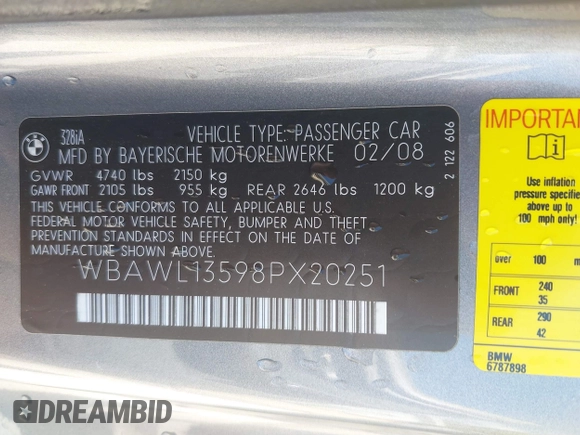 BMW
328iA
VEHICLE TYPE: PASSENGER CAR
MFD BY BAYERISCHE MOTORENWERKE 02/08
GVWR 4740 lbs 2150 kg
GAWR FRONT 2105 lbs 955 kg REAR 2646 lbs 1200 kg
THIS VEHICLE CONFORMS TO ALL APPLICABLE U.S.
FEDERAL MOTOR VEHICLE SAFETY, BUMPER AND THEFT
PREVENTION STANDARDS IN EFFECT ON THE DATE OF
MANUFACTURE SHOWN ABOVE.
WBAWL13598PX20251
2 122 606
IMPORTAN
i
Use inflation
pressure specifie
above up to
100 mph only!
over 100 m
FRONT 240
35
REAR 290
42
BMW
6787898
DREAMBID